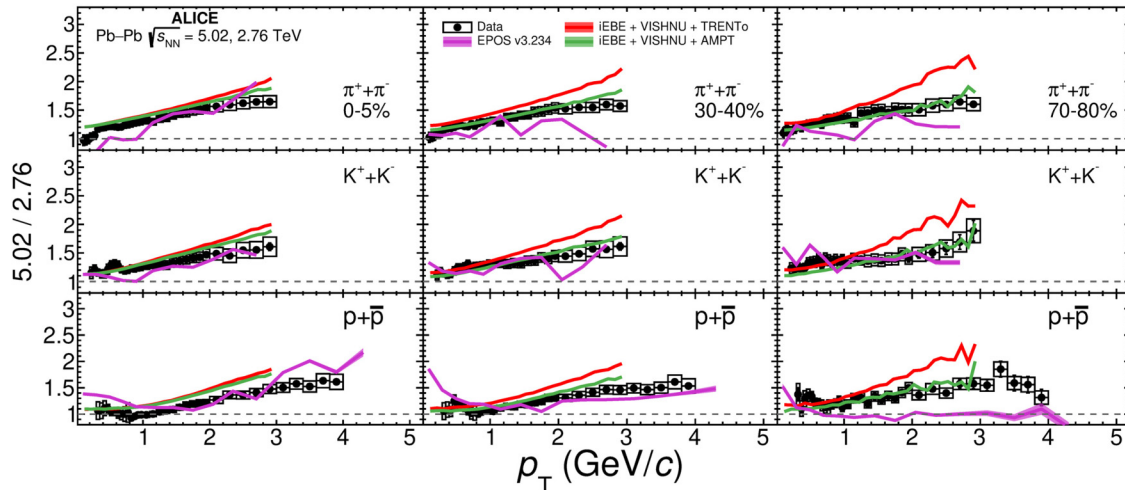 ALICE
Pb–Pb √sNN = 5.02, 2.76 TeV
Data
EPOS v3.234
iEBE + VISHNU + TRENTo
iEBE + VISHNU + AMPT
3
2.5
2
1.5
1
π⁺+π⁻
0-5%
π⁺+π⁻
30-40%
π⁺+π⁻
70-80%
3
2.5
2
1.5
1
K⁺+K⁻
K⁺+K⁻
K⁺+K⁻
5.02 / 2.76
3
2.5
2
1.5
1
p+p̅
p+p̅
p+p̅
1 2 3 4 5 1 2 3 4 5 1 2 3 4 5
pT (GeV/c)